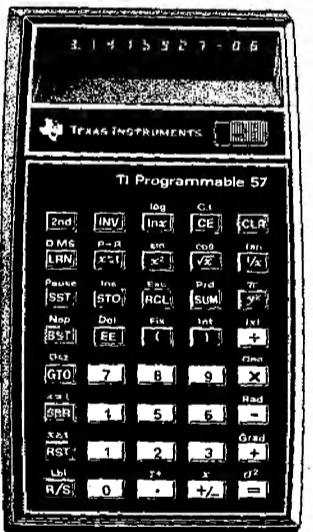 3.1415927-06
TEXAS INSTRUMENTS
TI Programmable 57
log C.t
2nd INV lnx CE CLR
D.MS P→R sin cos tan
LRN x⇄t x² √x 1/x
Pause Ins Exc Prd π
SST STO RCL SUM yˣ
Nop Del Fix Int |x|
BST EE ( ) ÷
Dsz
GTO 7 8 9 X
x=t Rad
SBR 4 5 6 -
x≥t Grad
RST 1 2 3 +
Lbl Σ+ x̄ σ²
R/S 0 . +/- =